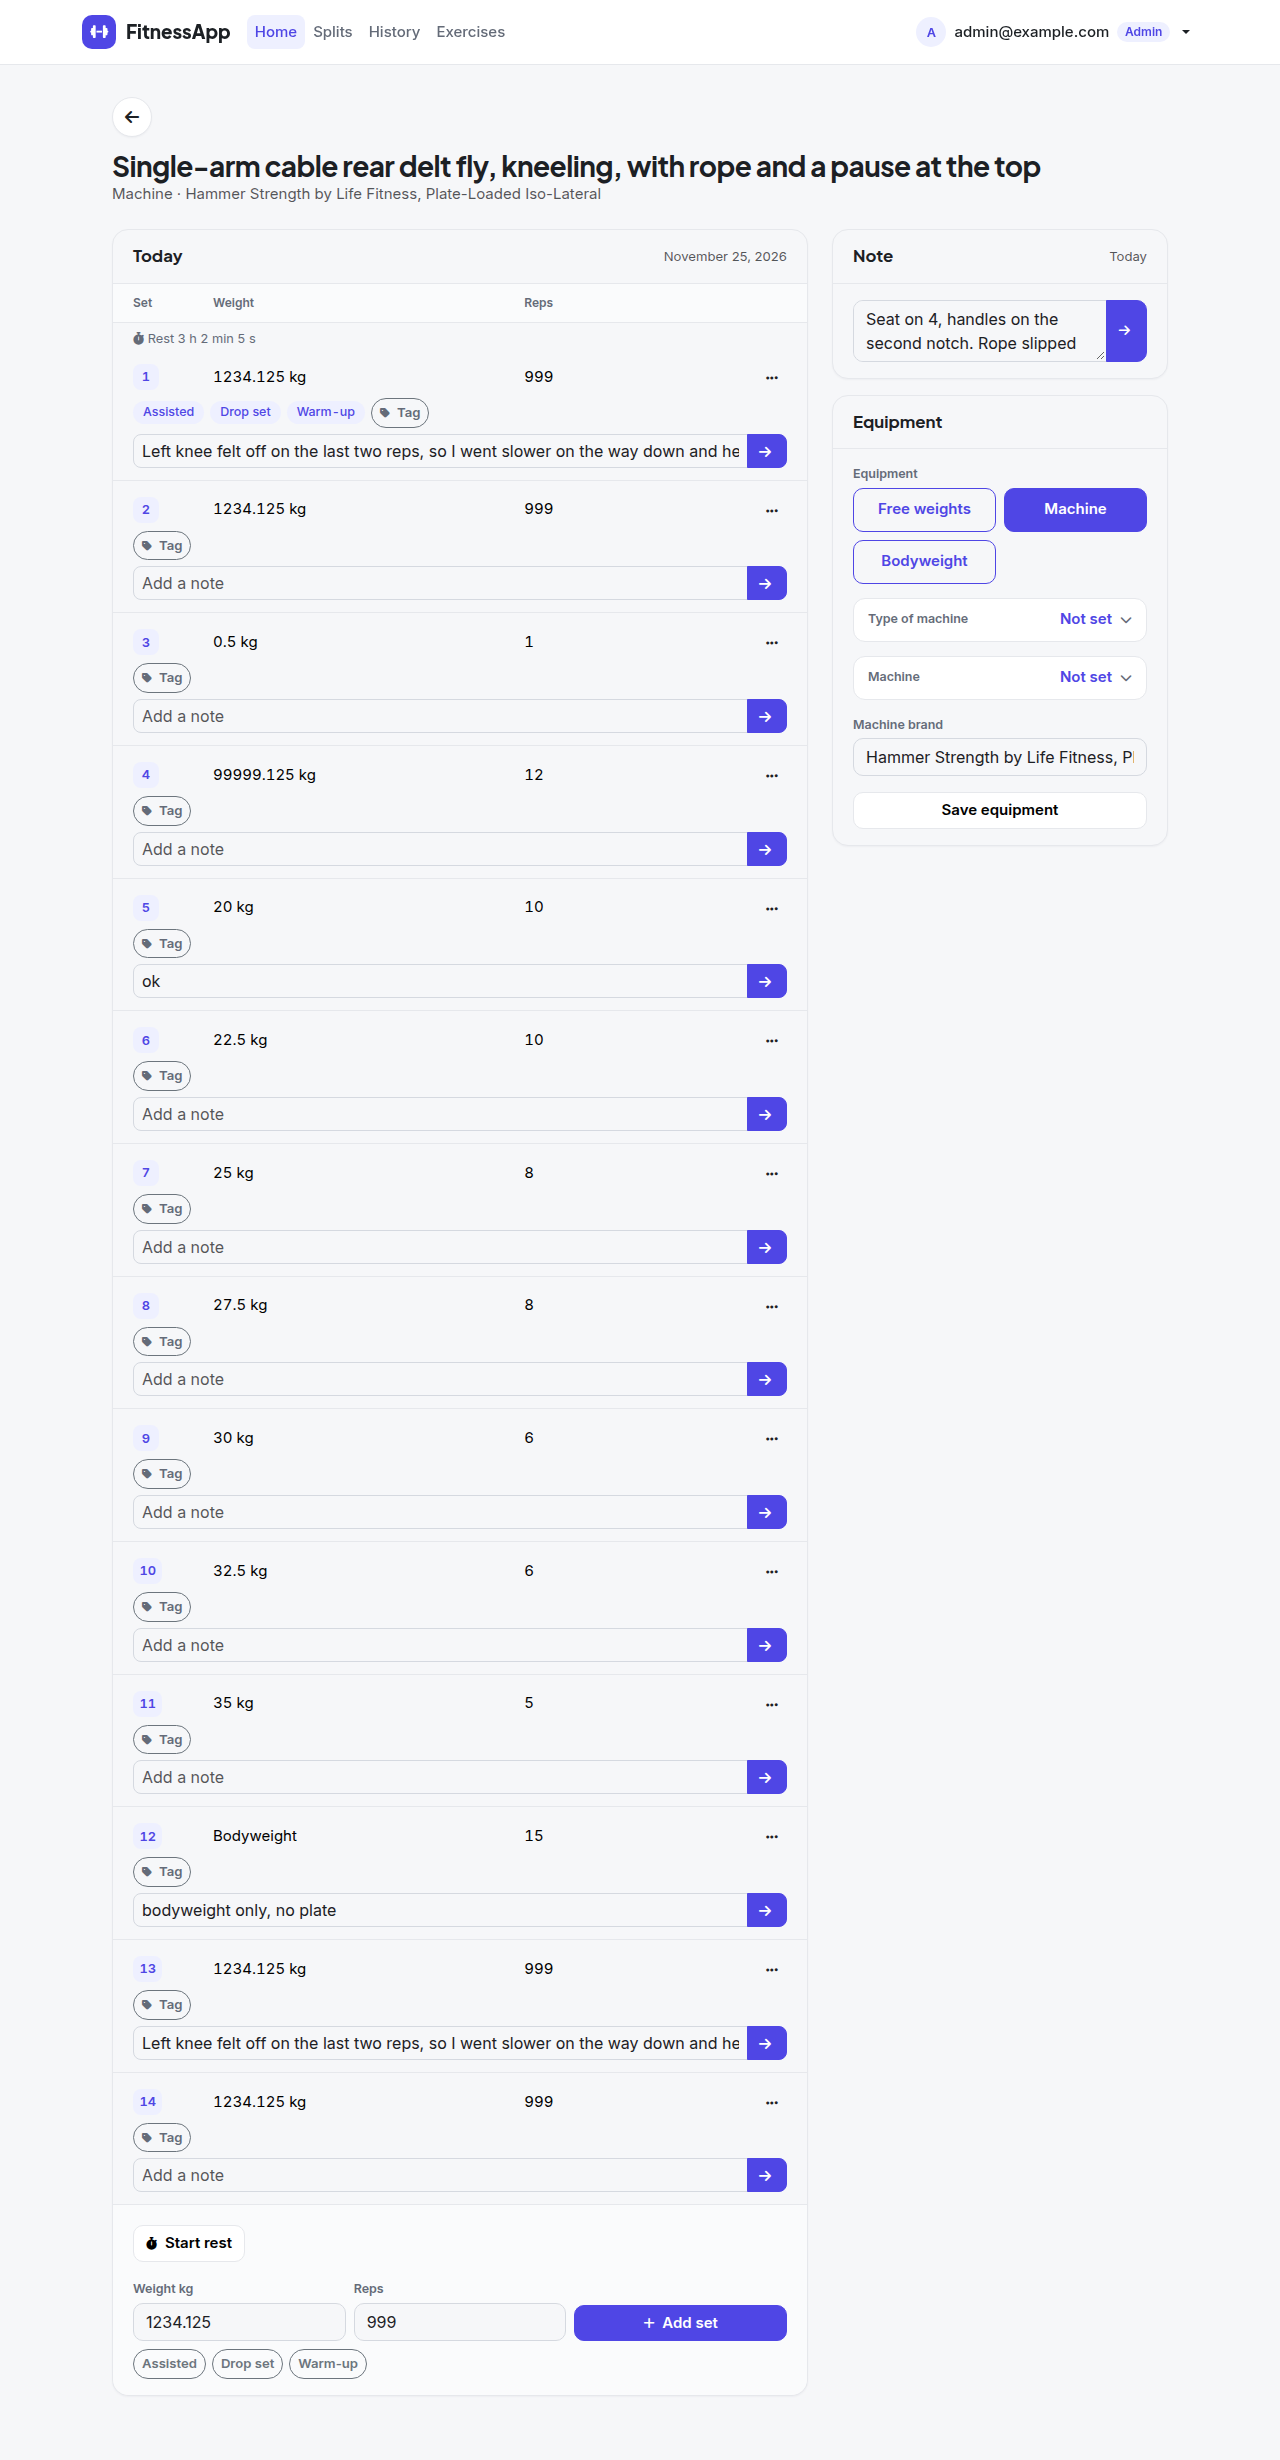 FitnessApp Home Splits History Exercises A admin@example.com Admin
Single-arm cable rear delt fly, kneeling, with rope and a pause at the top
Machine · Hammer Strength by Life Fitness, Plate-Loaded Iso-Lateral
Today November 25, 2026
Set Weight Reps
Rest 3 h 2 min 5 s
1 1234.125 kg 999
Assisted Drop set Warm-up Tag
Left knee felt off on the last two reps, so I went slower on the way down and he
2 1234.125 kg 999
Tag
Add a note
3 0.5 kg 1
Tag
Add a note
4 99999.125 kg 12
Tag
Add a note
5 20 kg 10
Tag
ok
6 22.5 kg 10
Tag
Add a note
7 25 kg 8
Tag
Add a note
8 27.5 kg 8
Tag
Add a note
9 30 kg 6
Tag
Add a note
10 32.5 kg 6
Tag
Add a note
11 35 kg 5
Tag
Add a note
12 Bodyweight 15
Tag
bodyweight only, no plate
13 1234.125 kg 999
Tag
Left knee felt off on the last two reps, so I went slower on the way down and he
14 1234.125 kg 999
Tag
Add a note
Start rest
Weight kg Reps
1234.125 999 + Add set
Assisted Drop set Warm-up
Note Today
Seat on 4, handles on the
second notch. Rope slipped
Equipment
Equipment
Free weights Machine
Bodyweight
Type of machine Not set
Machine Not set
Machine brand
Hammer Strength by Life Fitness, P
Save equipment